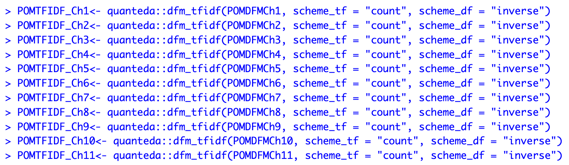 > POMTFIDF_Ch1<- quanteda::dfm_tfidf(POMDFMCh1, scheme_tf = "count", scheme_df = "inverse")
> POMTFIDF_Ch2<- quanteda::dfm_tfidf(POMDFMCh2, scheme_tf = "count", scheme_df = "inverse")
> POMTFIDF_Ch3<- quanteda::dfm_tfidf(POMDFMCh3, scheme_tf = "count", scheme_df = "inverse")
> POMTFIDF_Ch4<- quanteda::dfm_tfidf(POMDFMCh4, scheme_tf = "count", scheme_df = "inverse")
> POMTFIDF_Ch5<- quanteda::dfm_tfidf(POMDFMCh5, scheme_tf = "count", scheme_df = "inverse")
> POMTFIDF_Ch6<- quanteda::dfm_tfidf(POMDFMCh6, scheme_tf = "count", scheme_df = "inverse")
> POMTFIDF_Ch7<- quanteda::dfm_tfidf(POMDFMCh7, scheme_tf = "count", scheme_df = "inverse")
> POMTFIDF_Ch8<- quanteda::dfm_tfidf(POMDFMCh8, scheme_tf = "count", scheme_df = "inverse")
> POMTFIDF_Ch9<- quanteda::dfm_tfidf(POMDFMCh9, scheme_tf = "count", scheme_df = "inverse")
> POMTFIDF_Ch10<- quanteda::dfm_tfidf(POMDFMCh10, scheme_tf = "count", scheme_df = "inverse")
> POMTFIDF_Ch11<- quanteda::dfm_tfidf(POMDFMCh11, scheme_tf = "count", scheme_df = "inverse")